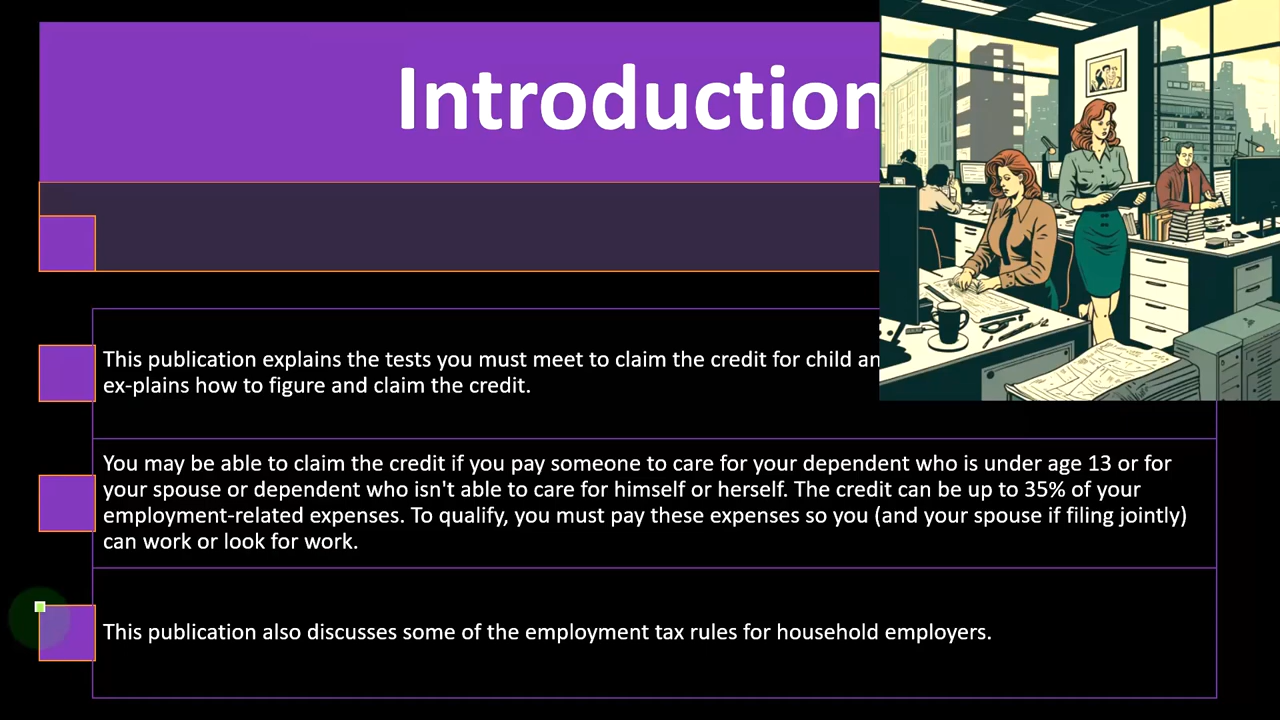 Introduction
This publication explains the tests you must meet to claim the credit for child
ex-plains how to figure and claim the credit.
You may be able to claim the credit if you pay someone to care for your dependent who is under age 13 or for
your spouse or dependent who isn't able to care for himself or herself. The credit can be up to 35% of your
employment-related expenses. To qualify, you must pay these expenses so you (and your spouse if filing jointly)
can work or look for work.
This publication also discusses some of the employment tax rules for household employers.